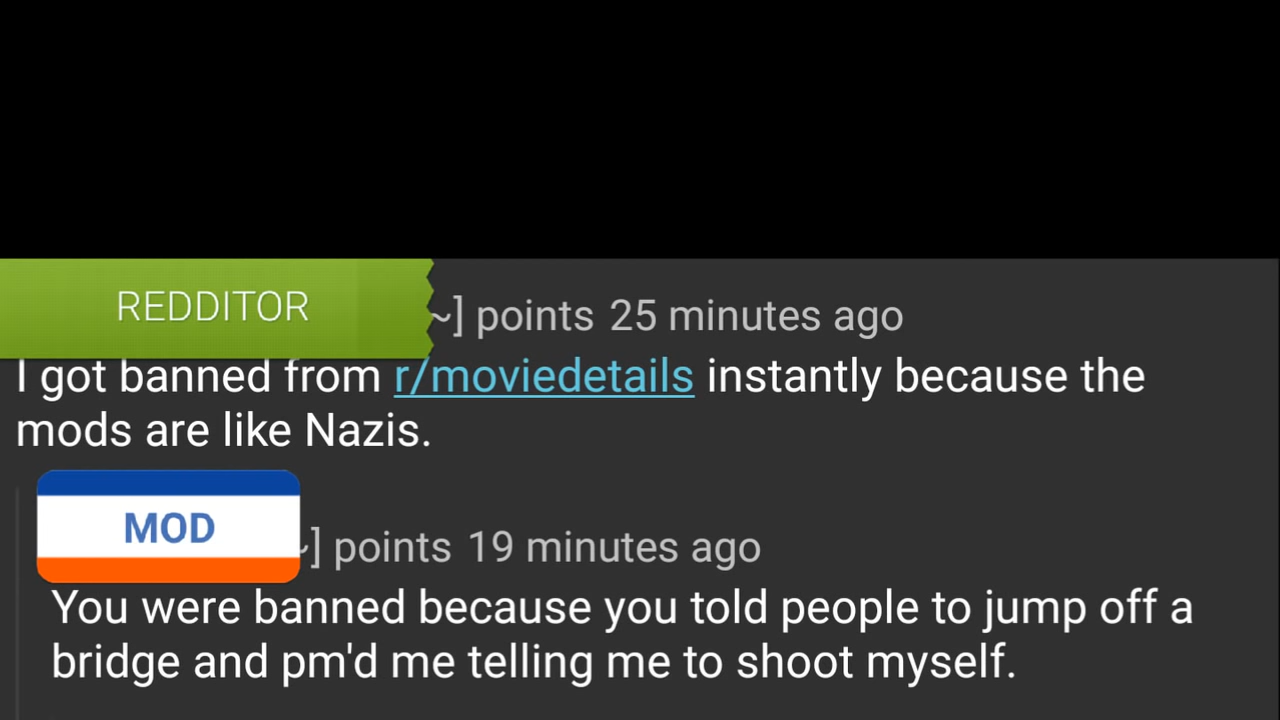 REDDITOR
~] points 25 minutes ago
I got banned from r/moviedetails instantly because the
mods are like Nazis.
MOD
~] points 19 minutes ago
You were banned because you told people to jump off a
bridge and pm'd me telling me to shoot myself.